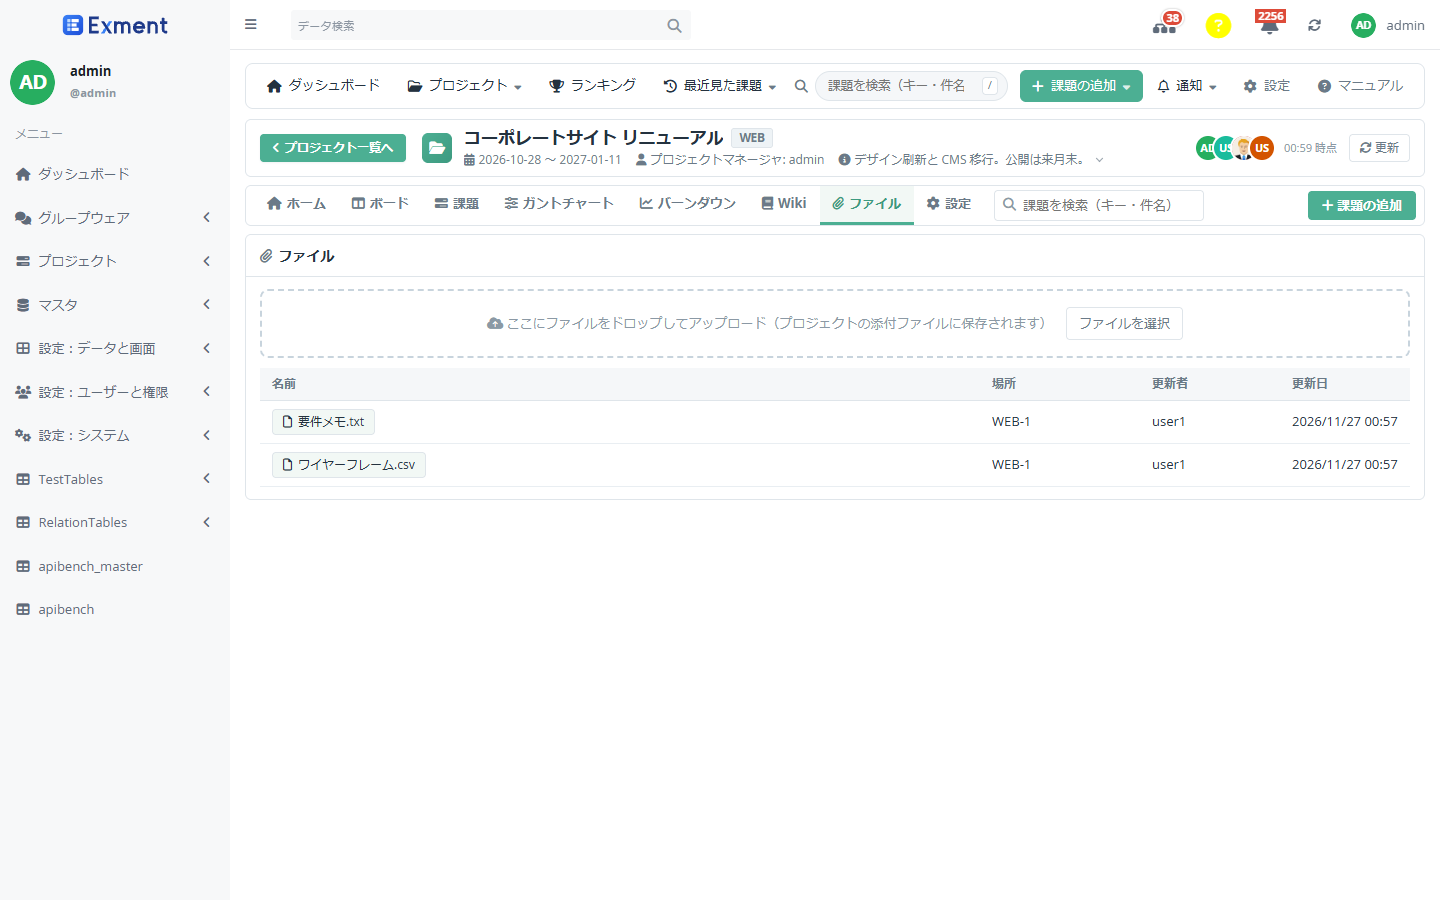 Exment
データ検索
38
?
2256
AD
admin
AD
admin
@admin
メニュー
ダッシュボード
グループウェア
プロジェクト
マスタ
設定：データと画面
設定：ユーザーと権限
設定：システム
TestTables
RelationTables
apibench_master
apibench
ダッシュボード
プロジェクト
ランキング
最近見た課題
課題を検索（キー・件名
/
課題の追加
通知
設定
マニュアル
プロジェクト一覧へ
コーポレートサイト リニューアル
WEB
2026-10-28 ～ 2027-01-11
プロジェクトマネージャ: admin
デザイン刷新と CMS 移行。公開は来月末。
US
00:59 時点
更新
ホーム
ボード
課題
ガントチャート
バーンダウン
Wiki
ファイル
設定
課題を検索（キー・件名）
課題の追加
ファイル
ここにファイルをドロップしてアップロード（プロジェクトの添付ファイルに保存されます）
ファイルを選択
名前 場所 更新者 更新日
要件メモ.txt WEB-1 user1 2026/11/27 00:57
ワイヤーフレーム.csv WEB-1 user1 2026/11/27 00:57